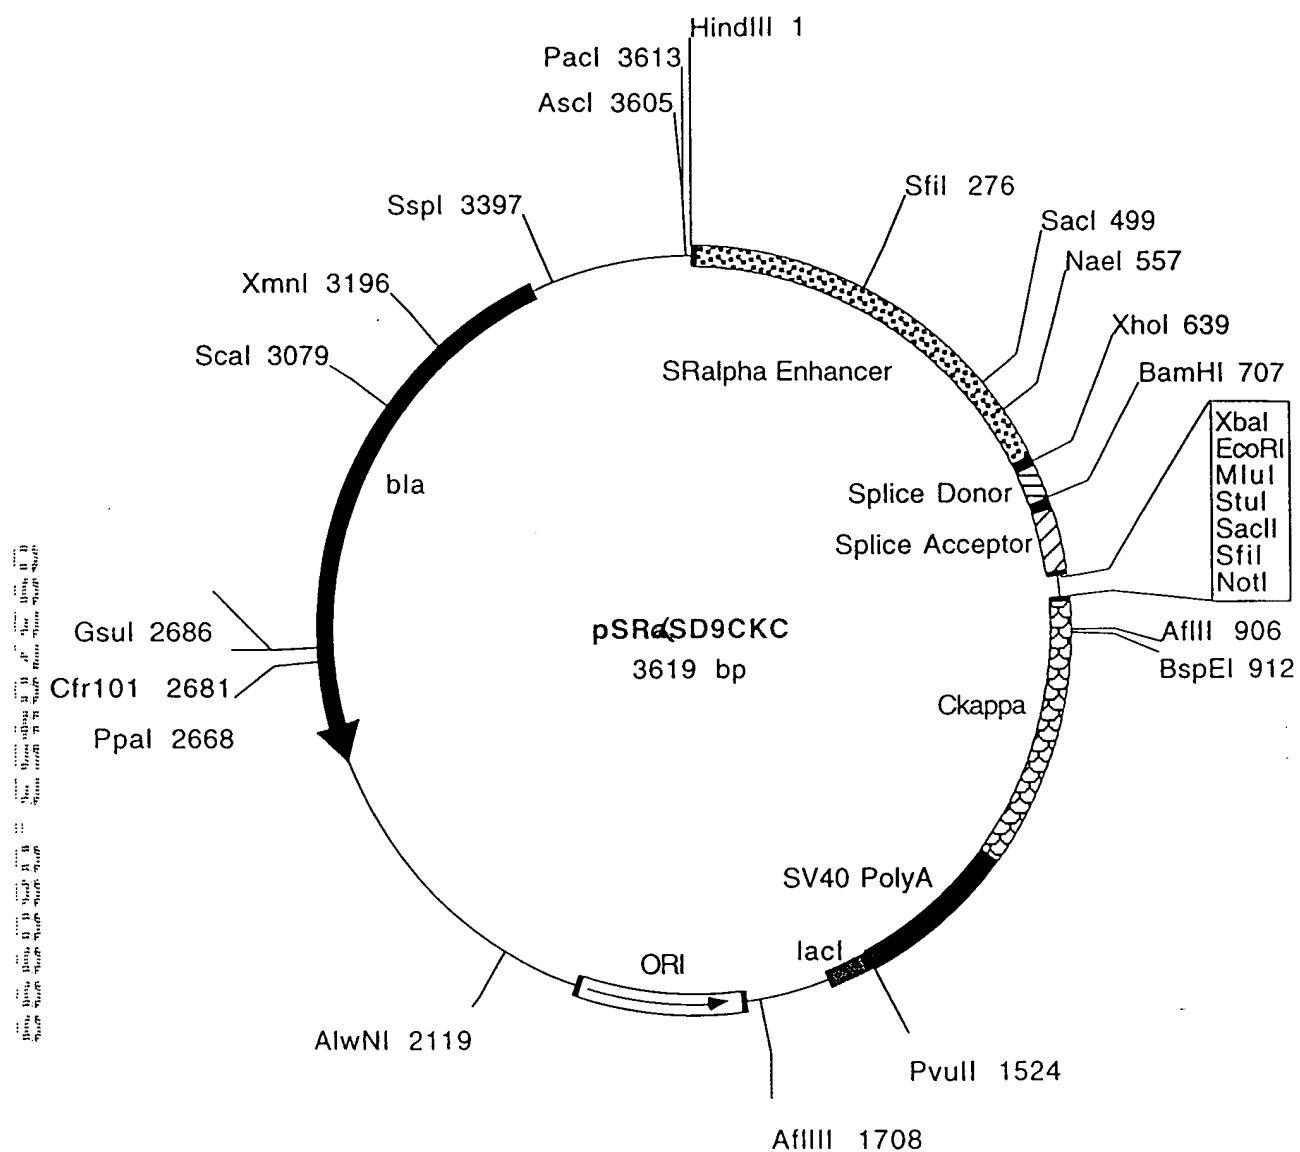 HindIII 1
PacI 3613
AscI 3605
SspI 3397
SfiI 276
SacI 499
NaeI 557
XmnI 3196
XhoI 639
ScaI 3079
BamHI 707
SRalpha Enhancer
XbaI
EcoRI
MluI
StuI
SacII
SfiI
NotI
bla
Splice Donor
Splice Acceptor
GsuI 2686
pSRαSD9CKC
3619 bp
AflII 906
BspEI 912
Cfr101 2681
Ckappa
PpaI 2668
SV40 PolyA
lacI
ORI
AlwNI 2119
PvuII 1524
AflIII 1708